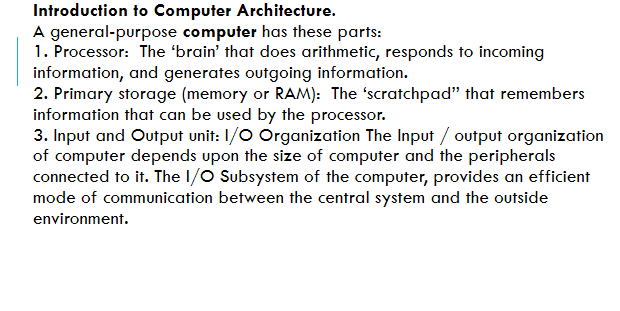 Introduction to Computer Architecture.
A general-purpose computer has these parts:
1. Processor:  The ‘brain’ that does arithmetic, responds to incoming
information, and generates outgoing information.
2. Primary storage (memory or RAM):  The ‘scratchpad” that remembers
information that can be used by the processor.
3. Input and Output unit: I/O Organization The Input / output organization
of computer depends upon the size of computer and the peripherals
connected to it. The I/O Subsystem of the computer, provides an efficient
mode of communication between the central system and the outside
environment.